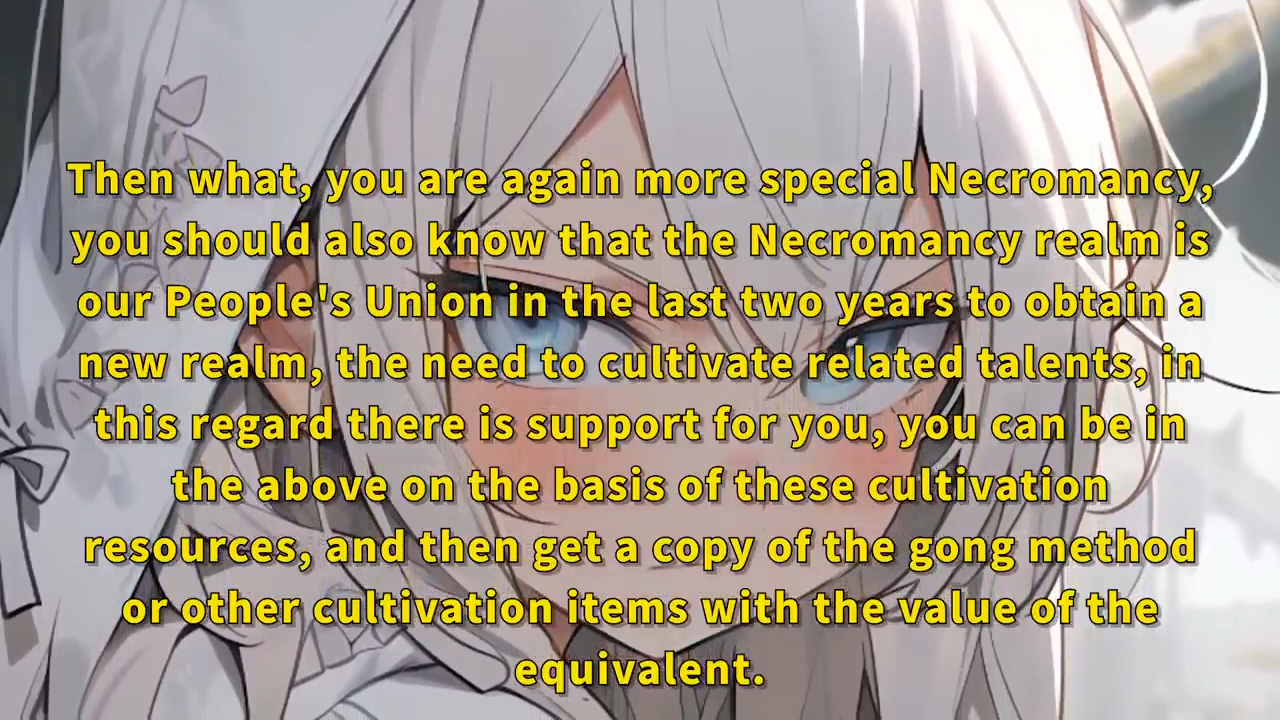 Then what, you are again more special Necromancy,
you should also know that the Necromancy realm is
our People's Union in the last two years to obtain a
new realm, the need to cultivate related talents, in
this regard there is support for you, you can be in
the above on the basis of these cultivation
resources, and then get a copy of the gong method
or other cultivation items with the value of the
equivalent.